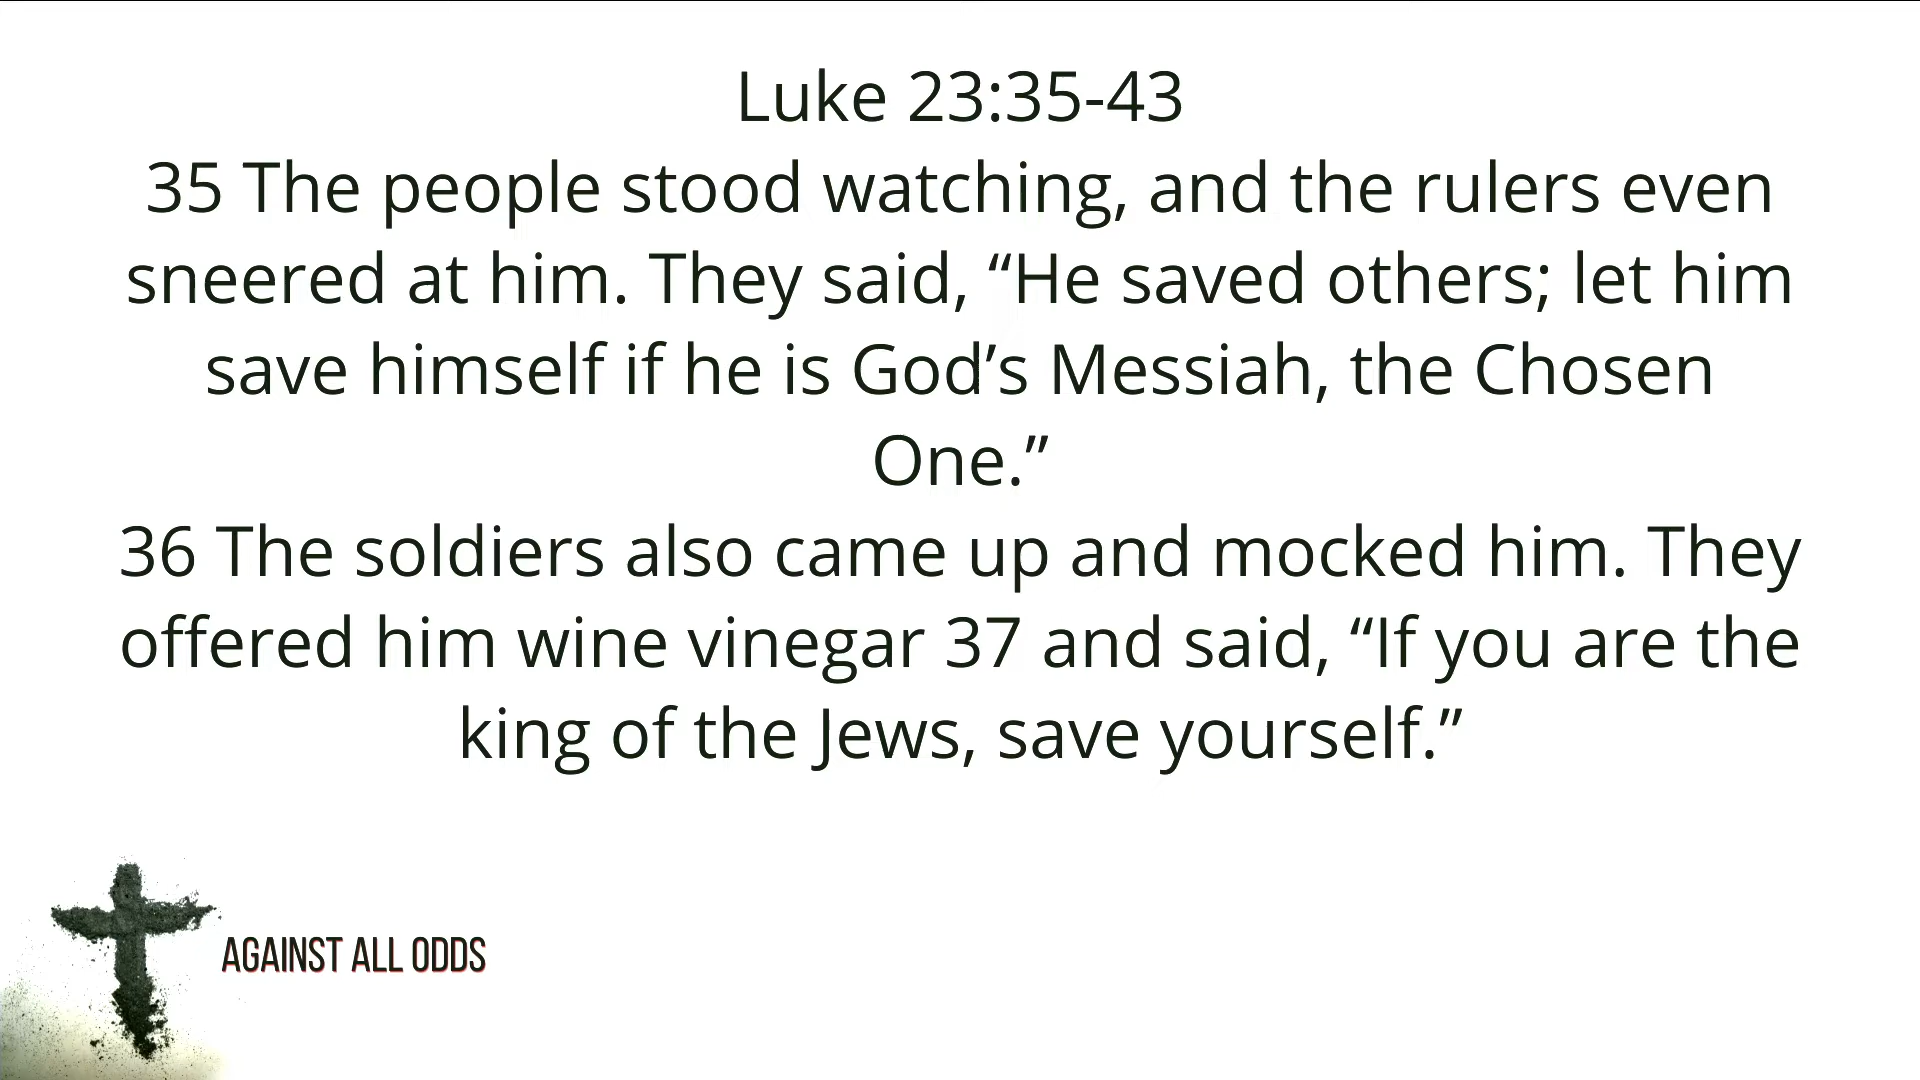 Luke 23:35-43
35 The people stood watching, and the rulers even
sneered at him. They said, “He saved others; let him
save himself if he is God’s Messiah, the Chosen
One.”
36 The soldiers also came up and mocked him. They
offered him wine vinegar 37 and said, “If you are the
king of the Jews, save yourself.”
AGAINST ALL ODDS